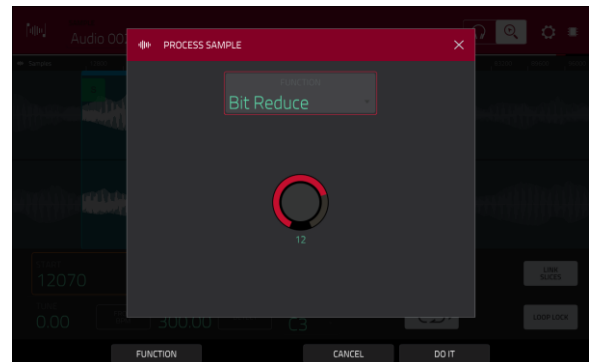 Audio 00
PROCESS SAMPLE
FUNCTION
Bit Reduce
12
12070
LINK
SLICES
0.00
300.00
C3
LOOP LOCK
FUNCTION
CANCEL
DO IT